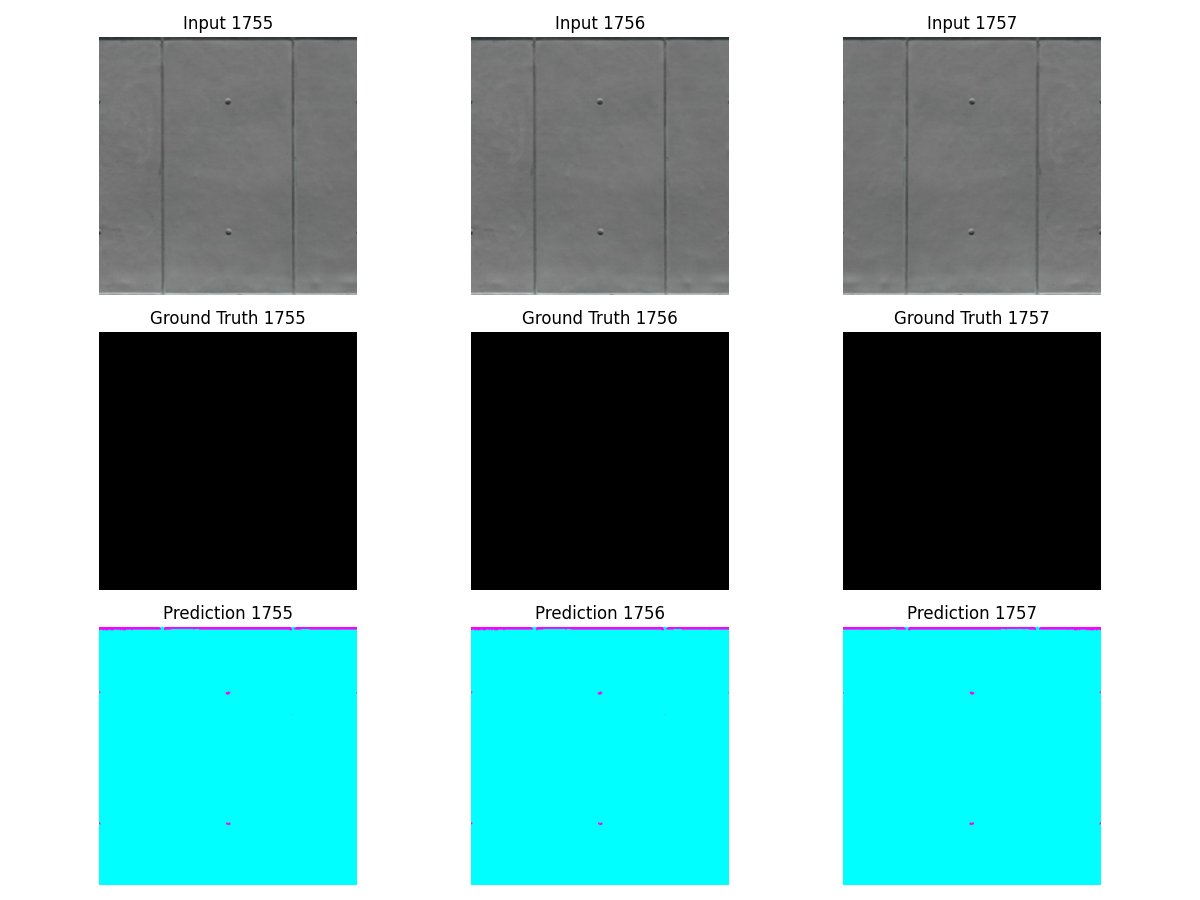 Input 1755
Input 1756
Input 1757
Ground Truth 1755
Ground Truth 1756
Ground Truth 1757
Prediction 1755
Prediction 1756
Prediction 1757